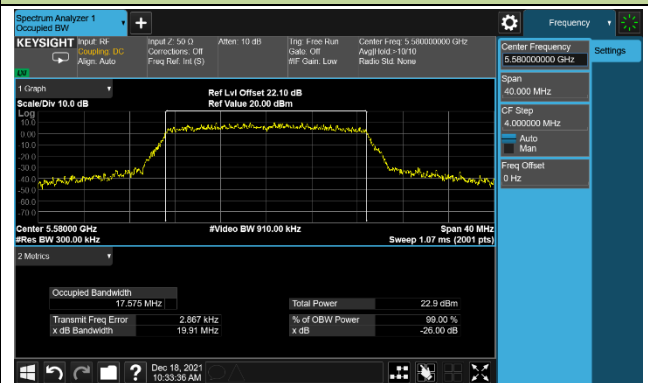 Spectrum Analyzer 1
Occupied BW
+
Frequency
KEYSIGHT
Input: RF
Coupling: DC
Align: Auto
Input Z: 50 Ω
Corrections: Off
Freq Ref: Int (S)
Atten: 10 dB
Trig: Free Run
Gate: Off
#IF Gain: Low
Center Freq: 5.580000000 GHz
Avg|Hold >10/10
Radio Std: None
LXI
1 Graph
Scale/Div 10.0 dB
Ref Lvl Offset 22.10 dB
Ref Value 20.00 dBm
Log
10.0
0.00
-10.0
-20.0
-30.0
-40.0
-50.0
-60.0
-70.0
Center 5.58000 GHz
#Res BW 300.00 kHz
#Video BW 910.00 kHz
Span 40 MHz
Sweep 1.07 ms (2001 pts)
2 Metrics
Occupied Bandwidth
17.575 MHz
Transmit Freq Error 2.867 kHz
x dB Bandwidth 19.91 MHz
Total Power 22.9 dBm
% of OBW Power 99.00 %
x dB -26.00 dB
Center Frequency
5.580000000 GHz
Settings
Span
40.000 MHz
CF Step
4.000000 MHz
Auto
Man
Freq Offset
0 Hz
?
Dec 18, 2021
10:33:36 AM